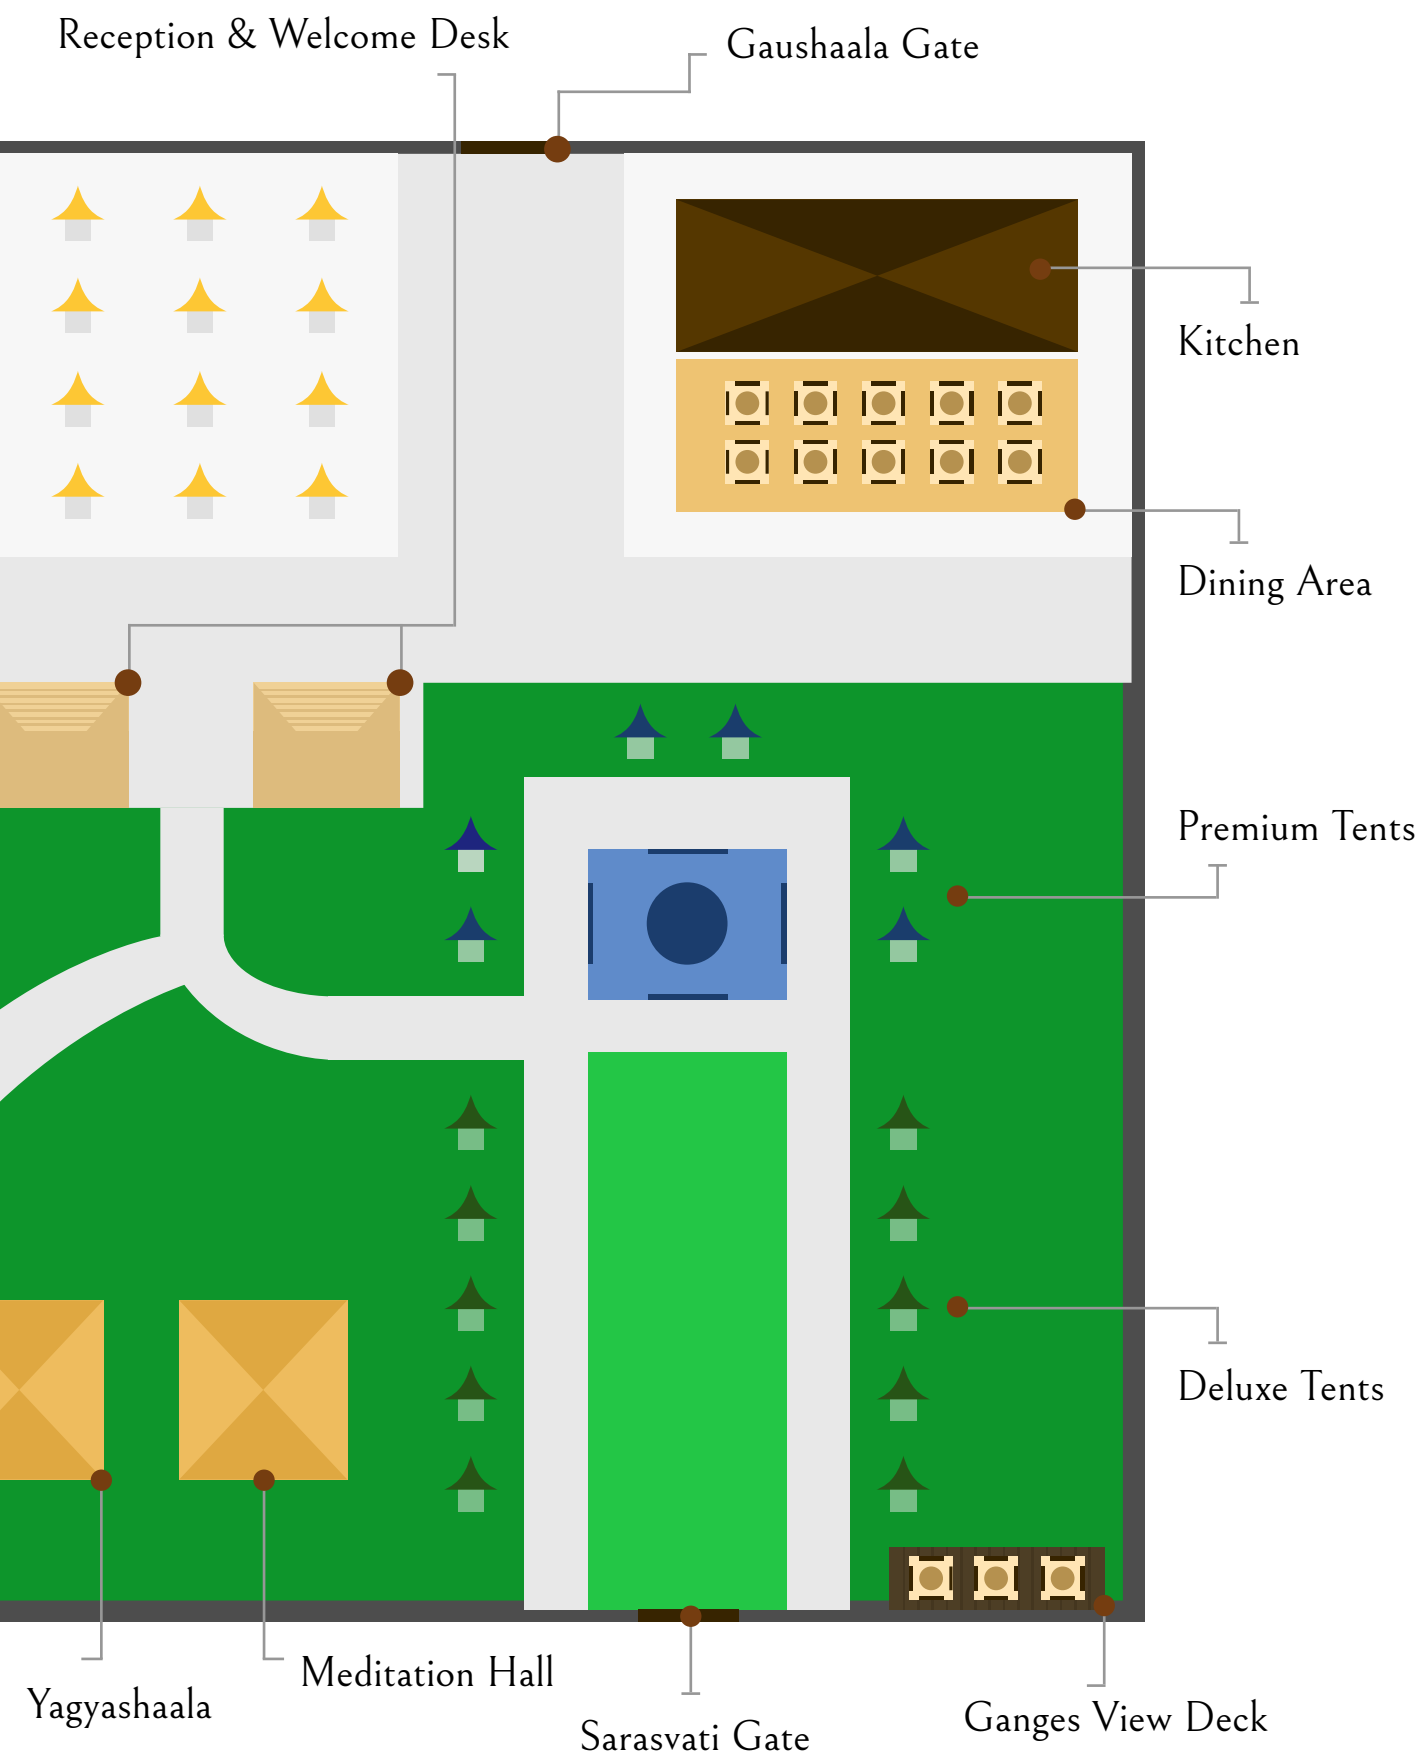 Reception & Welcome Desk
Gaushaala Gate
Kitchen
Dining Area
Premium Tents
Deluxe Tents
Meditation Hall
Yagyashaala
Sarasvati Gate
Ganges View Deck